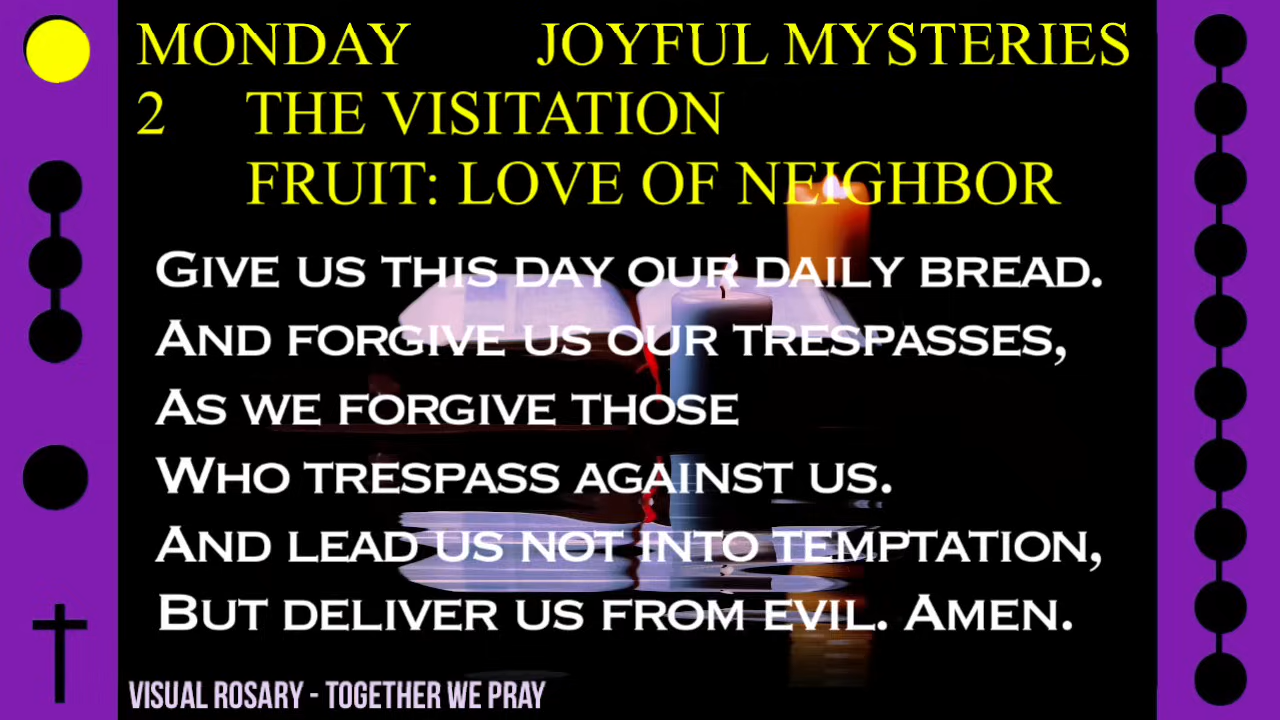 MONDAY JOYFUL MYSTERIES
2 THE VISITATION
FRUIT: LOVE OF NEIGHBOR
GIVE US THIS DAY OUR DAILY BREAD.
AND FORGIVE US OUR TRESPASSES,
AS WE FORGIVE THOSE
WHO TRESPASS AGAINST US.
AND LEAD US NOT INTO TEMPTATION,
BUT DELIVER US FROM EVIL. AMEN.
VISUAL ROSARY - TOGETHER WE PRAY